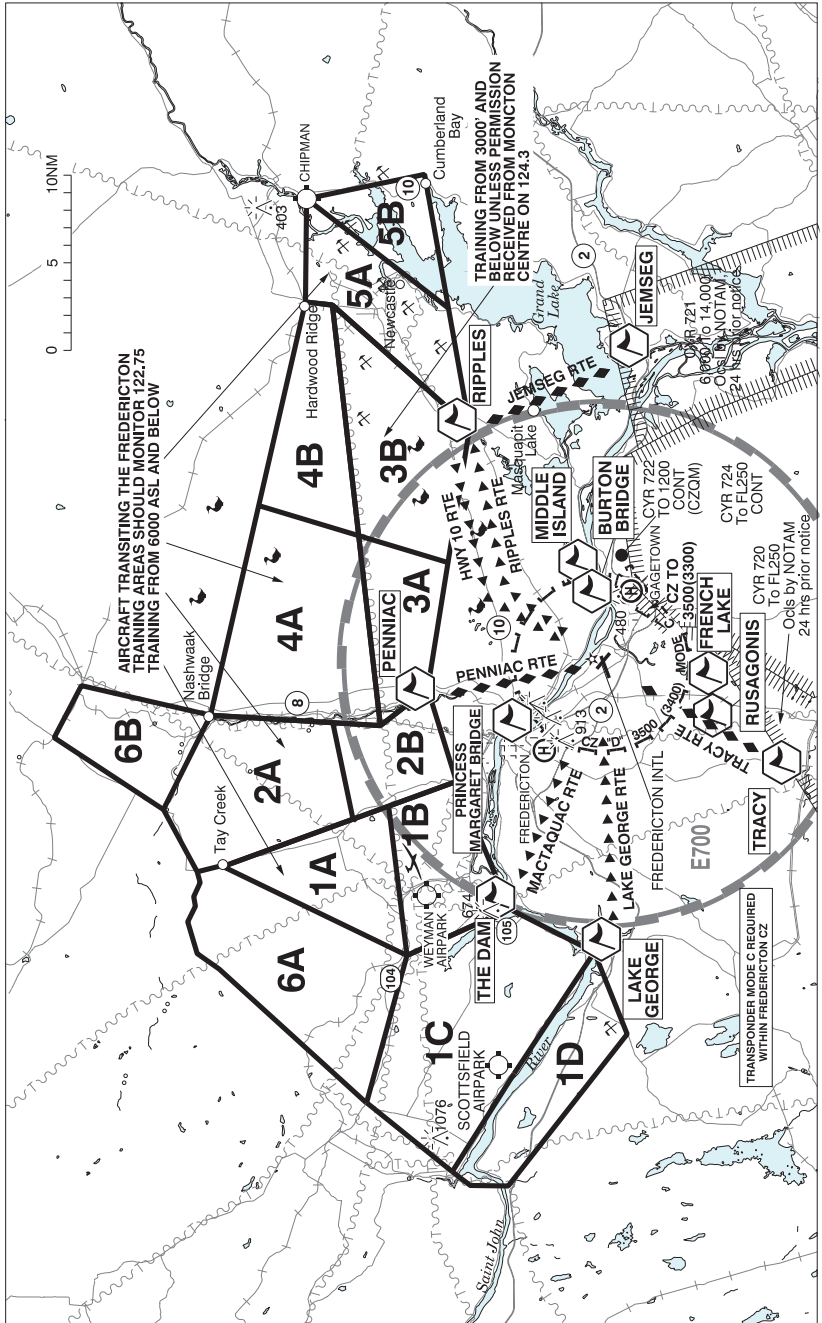 AIRCRAFT TRANSITING THE FREDERICTON
TRAINING AREAS SHOULD MONITOR 122.75
TRAINING FROM 6000 ASL AND BELOW
0
5
10NM
6B
Nashwaak
Bridge
CHIPMAN
403
Tay Creek
2A
8
4A
4B
Hardwood Ridge
5A
5B
10
Cumberland
Bay
Newcastle
6A
1A
1B
2B
3A
3B
PENNIAC
RIPPLES
TRAINING FROM 3000' AND
BELOW UNLESS PERMISSION
RECEIVED FROM MONCTON
CENTRE ON 124.3
104
WEYMAN
AIRPARK
1C
SCOTTSFIELD
AIRPARK
1076
674
THE DAM
105
PRINCESS
MARGARET BRIDGE
FREDERICTON
H
913
HWY 10 RTE
RIPPLES RTE
10
PENNIAC RTE
JEMSEG RTE
Maquapit
Lake
Grand
Lake
2
JEMSEG
MIDDLE
ISLAND
BURTON
BRIDGE
CYR 721
6,000 To 14,000
Ocsl by NOTAM,
24 hrs prior notice
CYR 722
TO 1200
CONT
(CZQM)
GAGETOWN
H
480
CYR 724
To FL250
CONT
MODE C
CZ TO
3500(3300)
FRENCH
LAKE
RUSAGONIS
CYR 720
To FL250
Ocls by NOTAM
24 hrs prior notice
CZ "D" 3500 (3400)
2
TRACY RTE
TRACY
MACTAQUAC RTE
LAKE GEORGE RTE
FREDERICTON INTL
E700
LAKE
GEORGE
1D
River
Saint John
TRANSPONDER MODE C REQUIRED
WITHIN FREDERICTON CZ